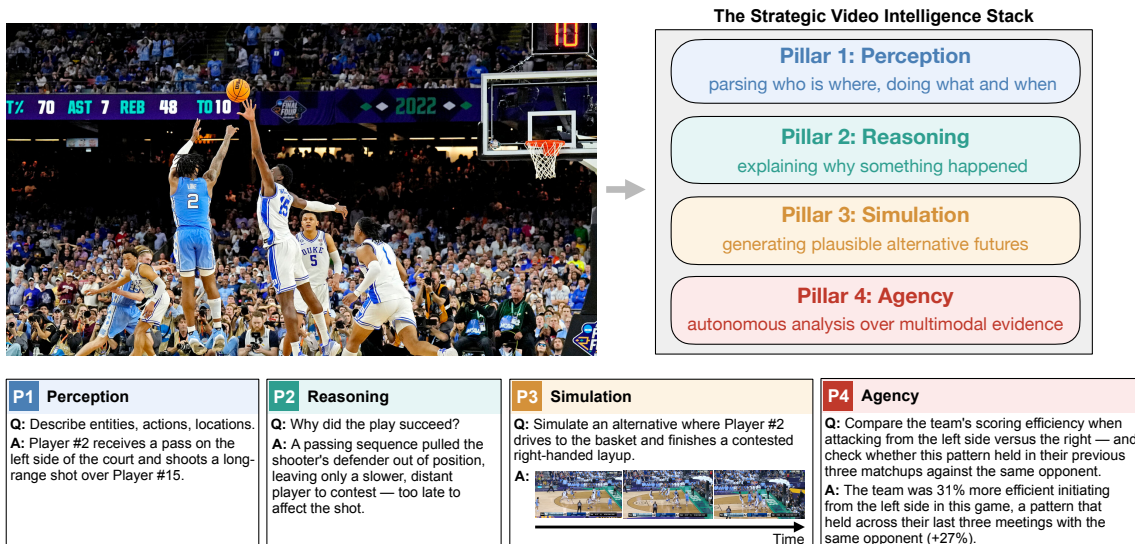 The Strategic Video Intelligence Stack
T% 70 AST 7 REB 48 TO 10
FINAL FOUR
2022
10
2
15
DUKE
5
Pillar 1: Perception
parsing who is where, doing what and when
Pillar 2: Reasoning
explaining why something happened
Pillar 3: Simulation
generating plausible alternative futures
Pillar 4: Agency
autonomous analysis over multimodal evidence
P1 Perception
Q: Describe entities, actions, locations.
A: Player #2 receives a pass on the
left side of the court and shoots a long-
range shot over Player #15.
P2 Reasoning
Q: Why did the play succeed?
A: A passing sequence pulled the
shooter's defender out of position,
leaving only a slower, distant
player to contest — too late to
affect the shot.
P3 Simulation
Q: Simulate an alternative where Player #2
drives to the basket and finishes a contested
right-handed layup.
A:
Time
P4 Agency
Q: Compare the team's scoring efficiency when
attacking from the left side versus the right — and
check whether this pattern held in their previous
three matchups against the same opponent.
A: The team was 31% more efficient initiating
from the left side in this game, a pattern that
held across their last three meetings with the
same opponent (+27%).